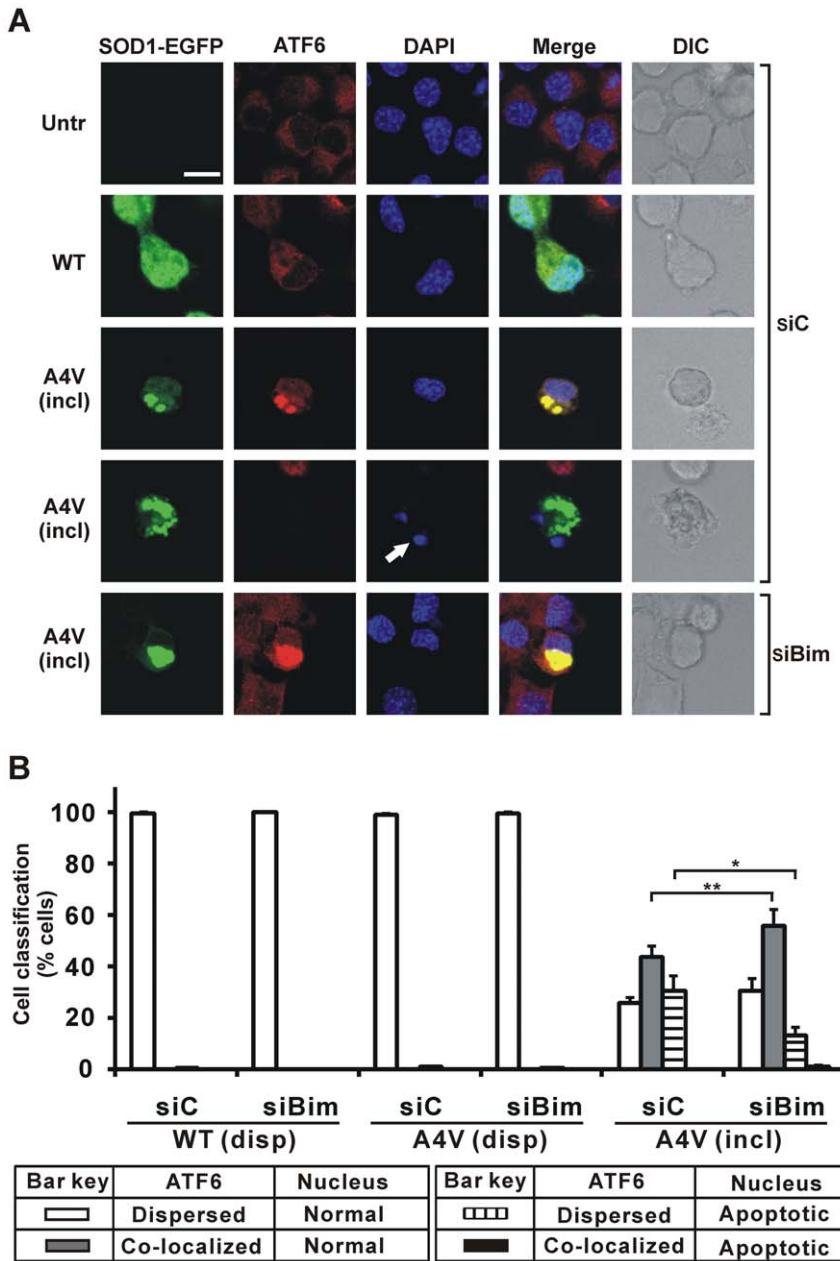 A
SOD1-EGFP ATF6 DAPI Merge DIC
Untr
WT
siC
A4V
(incl)
A4V
(incl)
A4V
(incl)
siBim
B
Cell classification
(% cells)
100
80
60
40
20
0
*
**
siC siBim siC siBim siC siBim
WT (disp) A4V (disp) A4V (incl)
Bar key ATF6 Nucleus Bar key ATF6 Nucleus
Dispersed Normal Dispersed Apoptotic
Co-localized Normal Co-localized Apoptotic